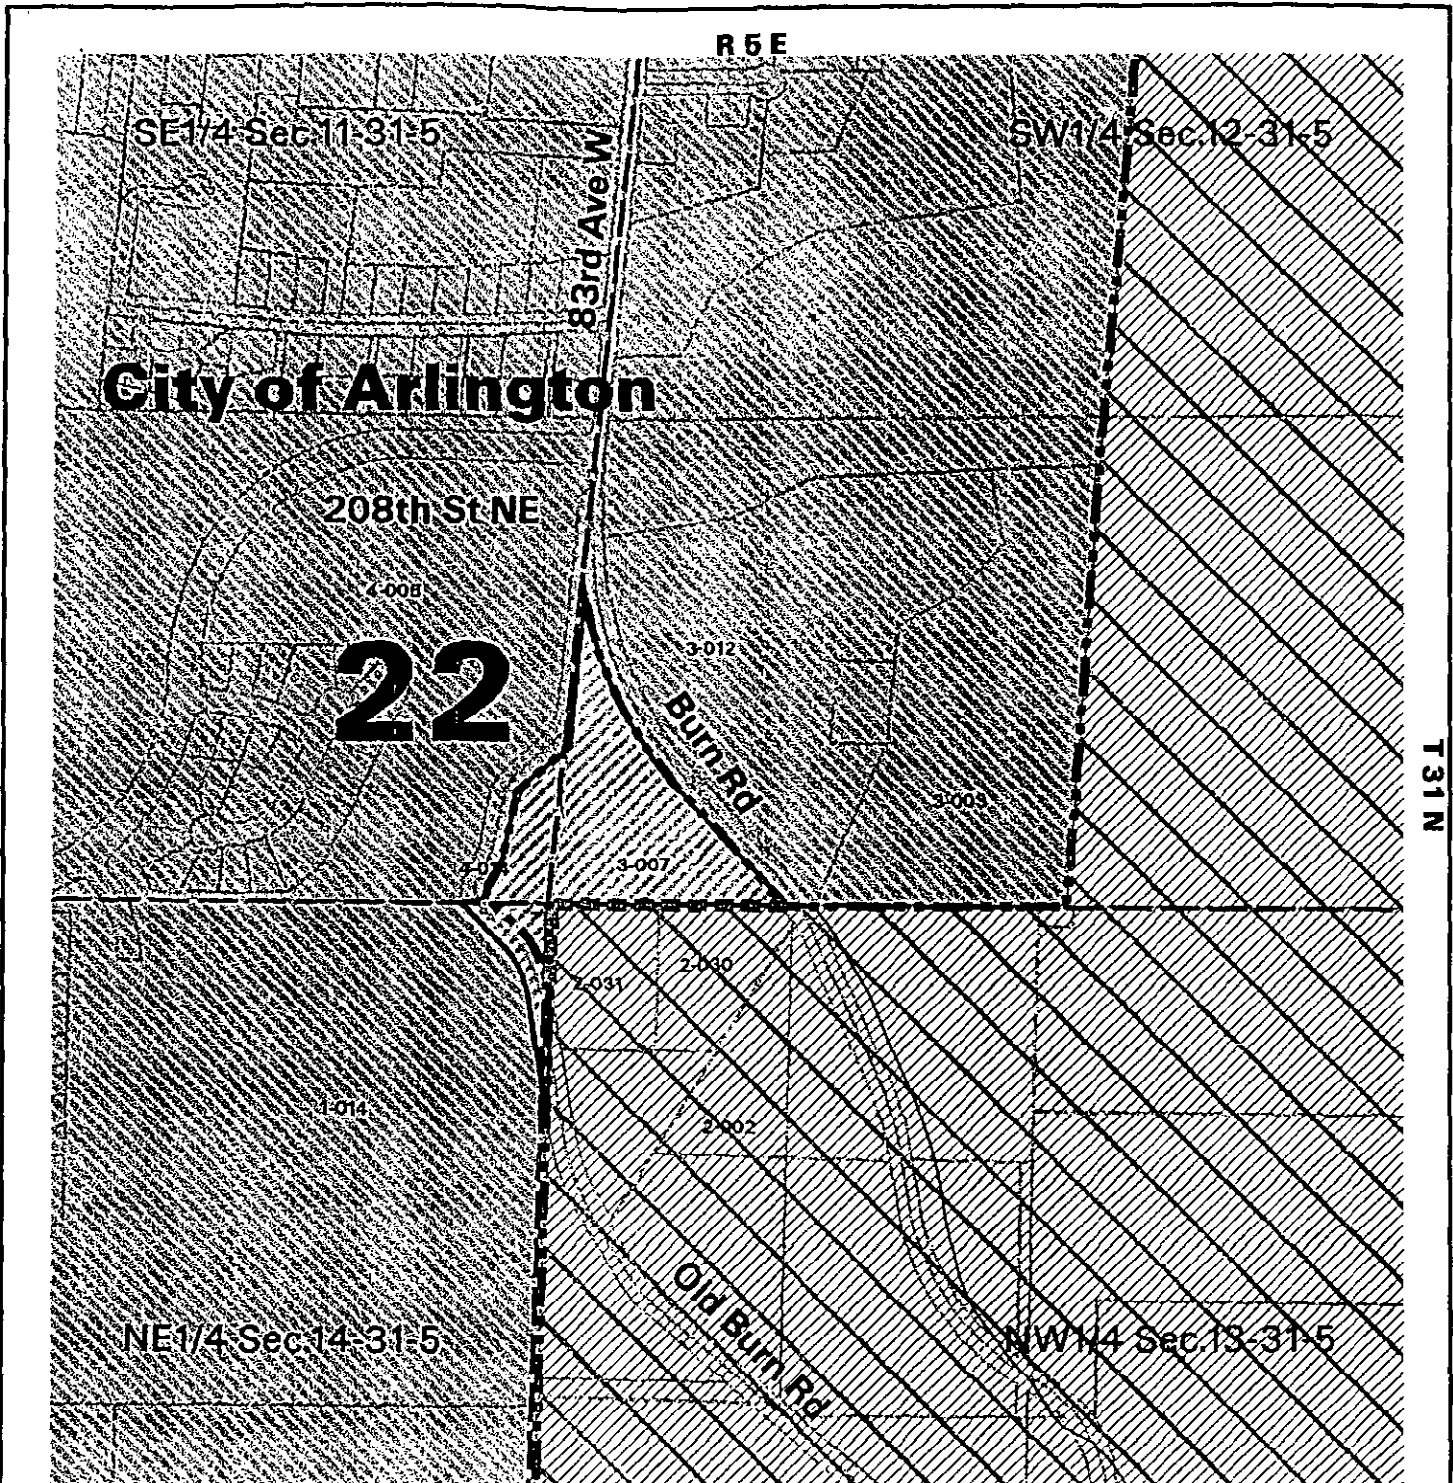 R 5 E
SE1/4 Sec.11-31-5
SW1/4 Sec.12-31-5
83rd Ave W
City of Arlington
208th St NE
4-008
22
3-012
Burn Rd
3-003
T 31 N
3-007
2-030
2-031
1-014
2-002
Old Burn Rd
NE1/4 Sec.14-31-5
NW1/4 Sec.13-31-5